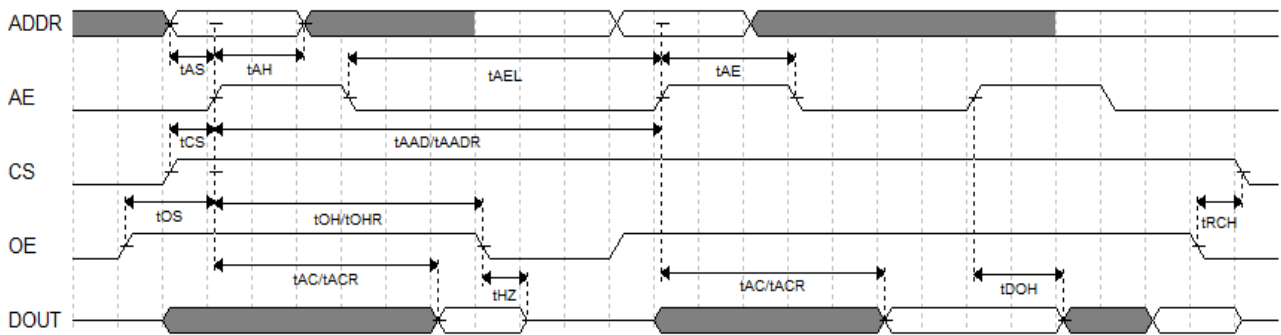 ADDR
tAS
tAH
tAEL
tAE
AE
tCS
tAAD/tAADR
CS
tOS
tOH/tOHR
tRCH
OE
tAC/tACR
tHZ
tAC/tACR
tDOH
DOUT